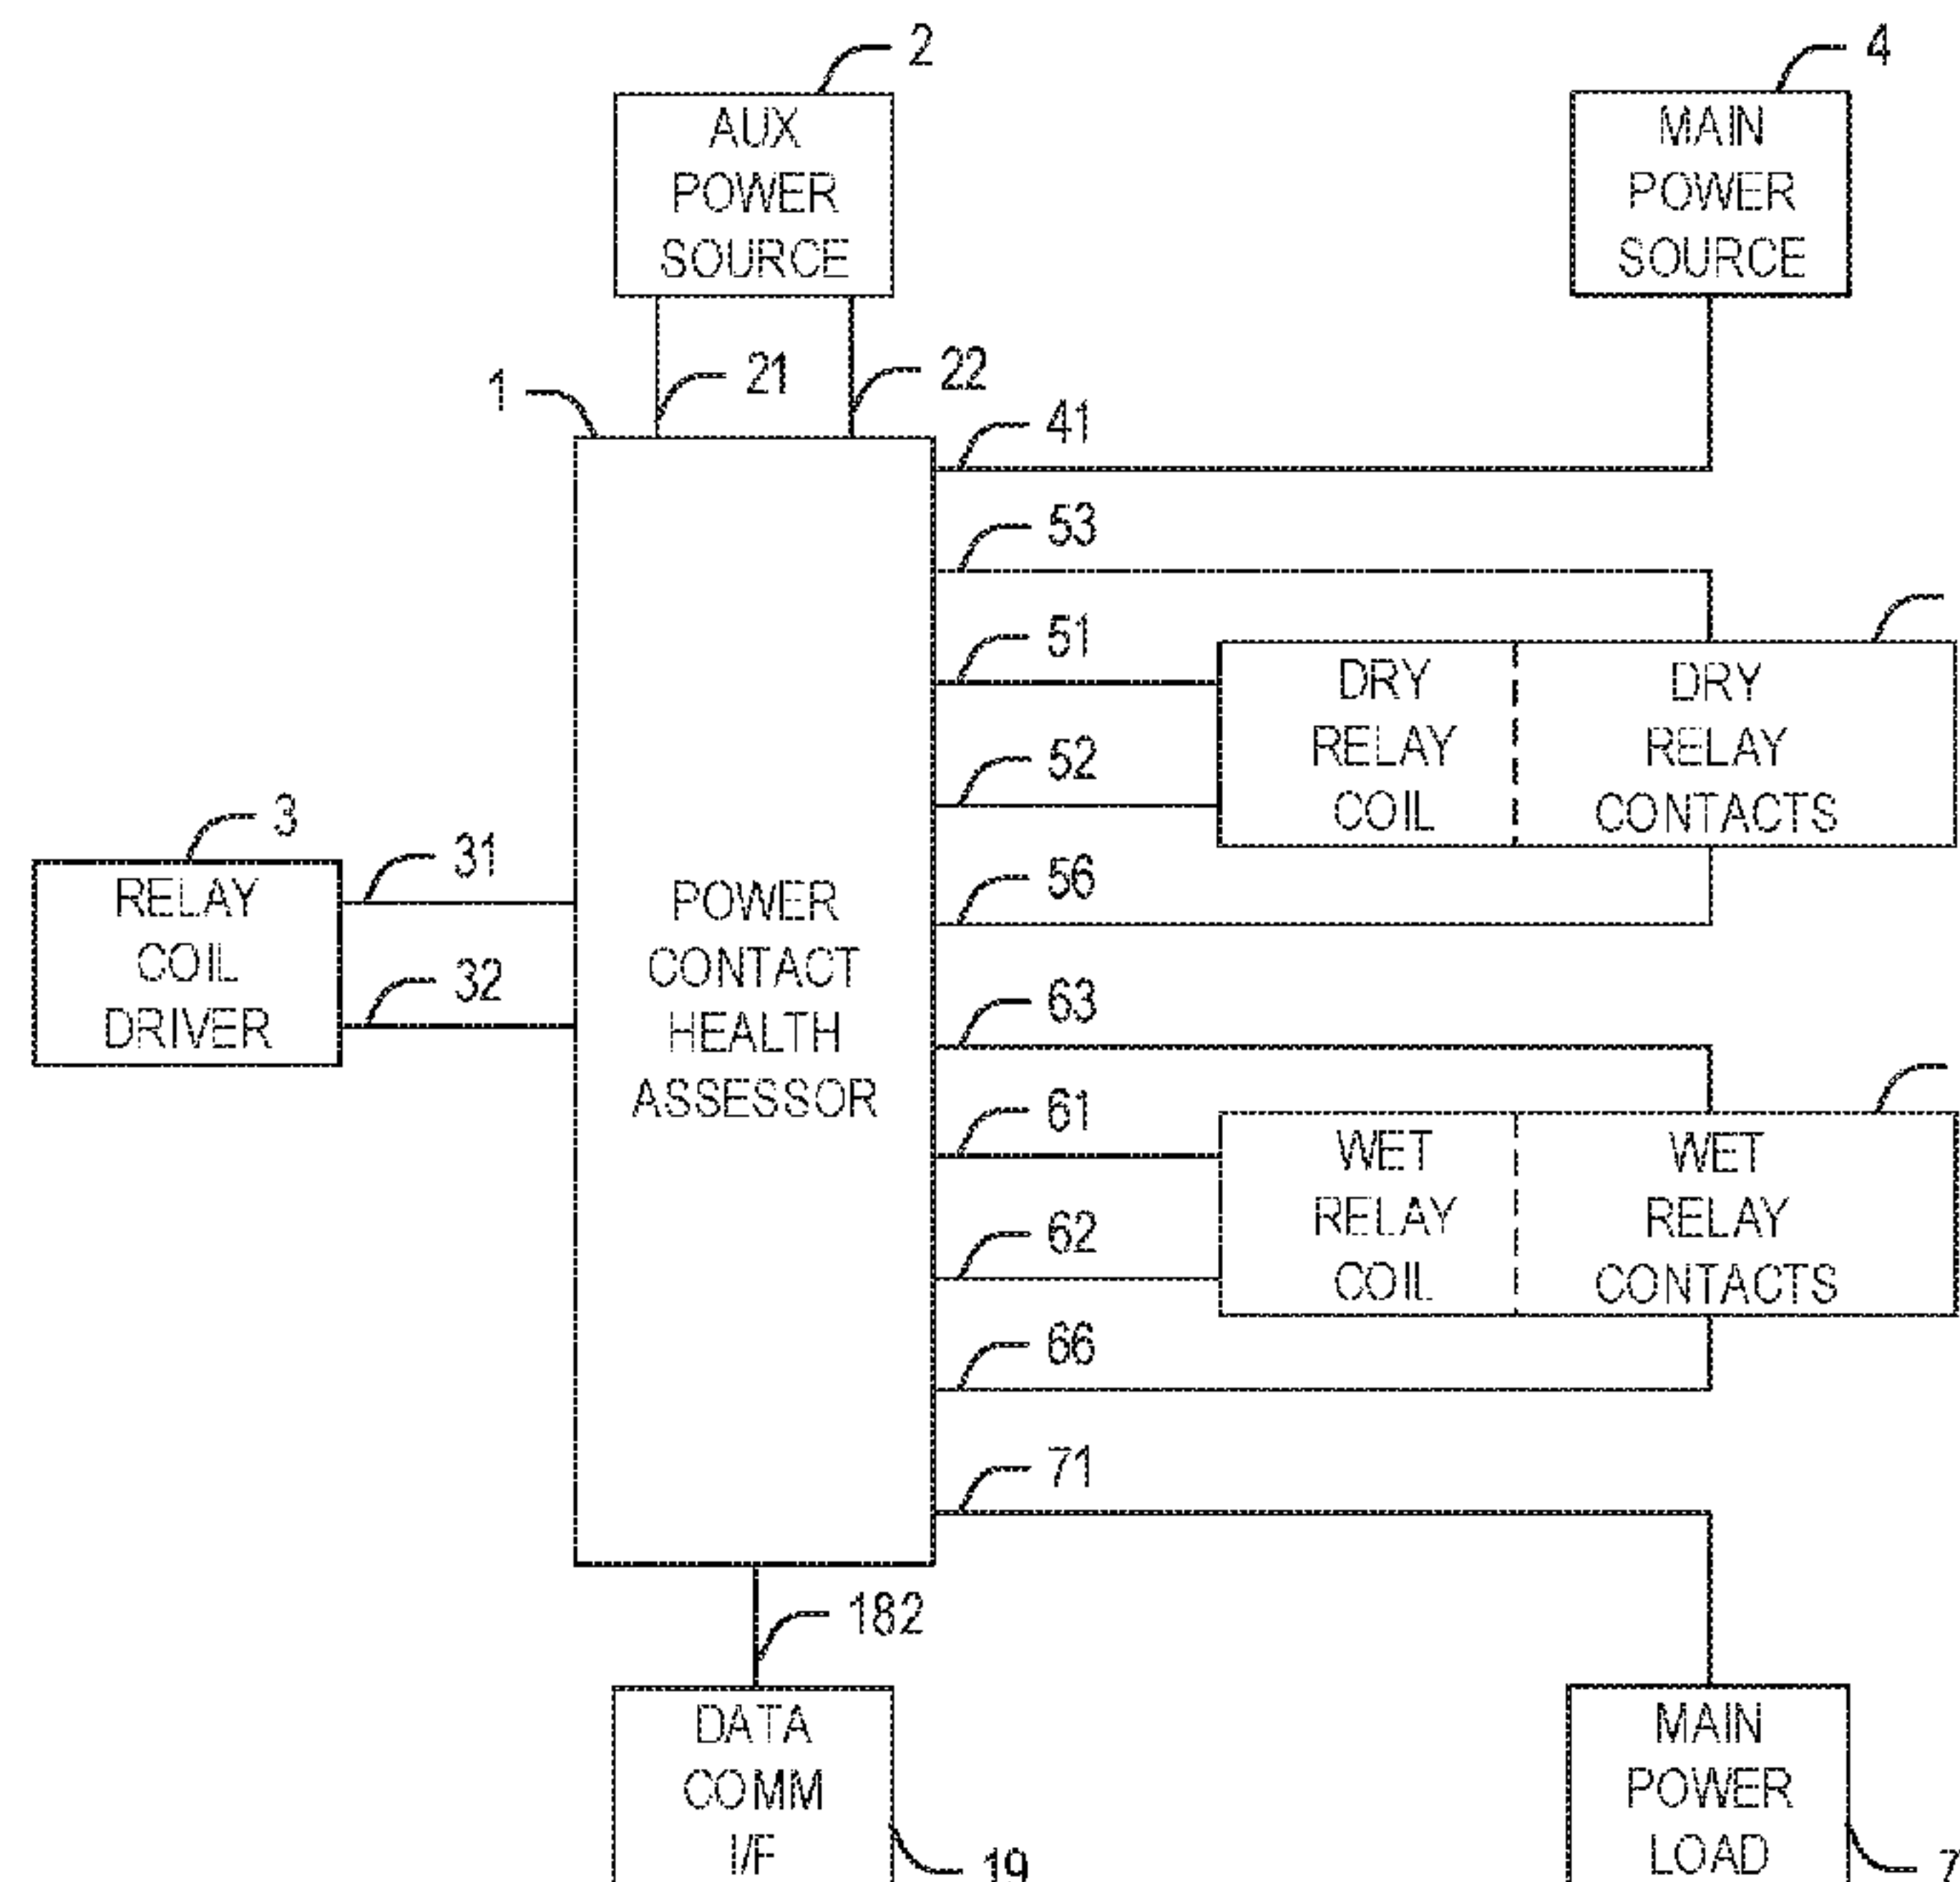 2
AUX
POWER
SOURCE
4
MAIN
POWER
SOURCE
1
21
22
41
53
51
52
56
DRY
RELAY
COIL
DRY
RELAY
CONTACTS
3
RELAY
COIL
DRIVER
31
32
POWER
CONTACT
HEALTH
ASSESSOR
63
61
62
66
WET
RELAY
COIL
WET
RELAY
CONTACTS
71
182
DATA
COMM
I/F
19
MAIN
POWER
LOAD
7